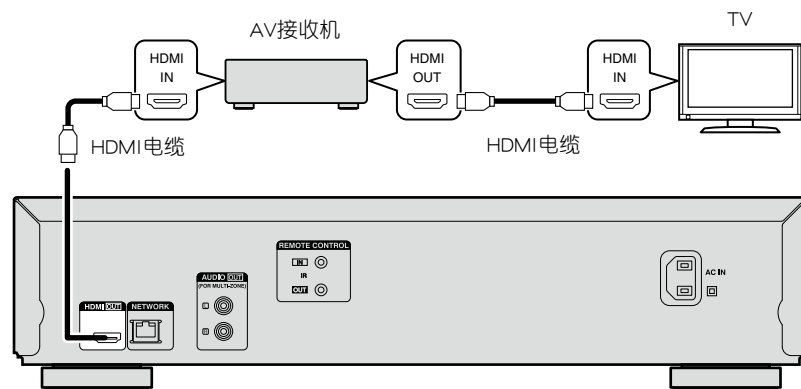 AV接收机
TV
HDMI
IN
HDMI
OUT
HDMI
IN
HDMI电缆
HDMI电缆
REMOTE CONTROL
IN
IR
OUT
AUDIO OUT
(FOR MULTI-ZONE)
L
R
HDMI OUT
NETWORK
AC IN